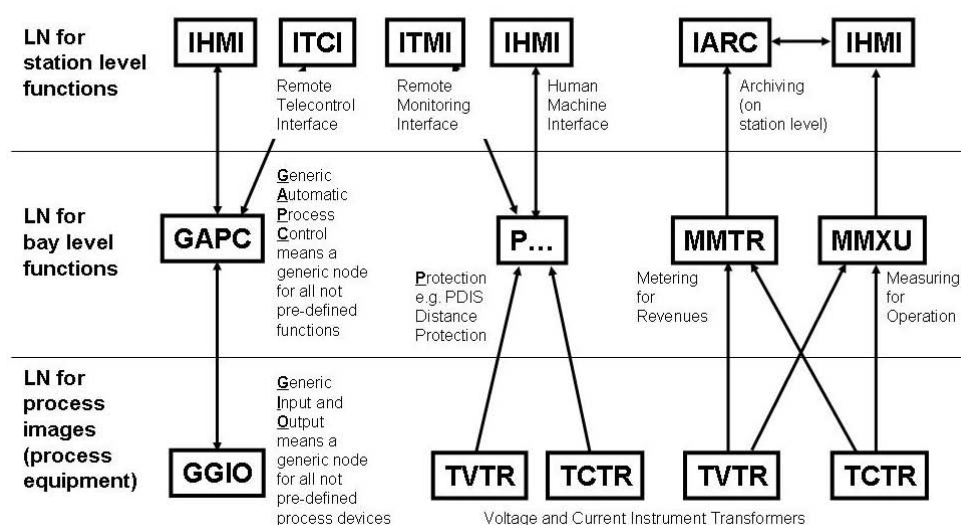 LN for
station level
functions
IHMI
ITCI
ITMI
IHMI
IARC
IHMI
Remote
Telecontrol
Interface
Remote
Monitoring
Interface
Human
Machine
Interface
Archiving
(on
station level)
LN for
bay level
functions
GAPC
Generic
Automatic
Process
Control
means a
generic node
for all not
pre-defined
functions
P...
Protection
e.g. PDIS
Distance
Protection
MMTR
Metering
for
Revenues
MMXU
Measuring
for
Operation
LN for
process
images
(process
equipment)
GGIO
Generic
Input and
Output
means a
generic node
for all not
pre-defined
process devices
TVTR
TCTR
TVTR
TCTR
Voltage and Current Instrument Transformers